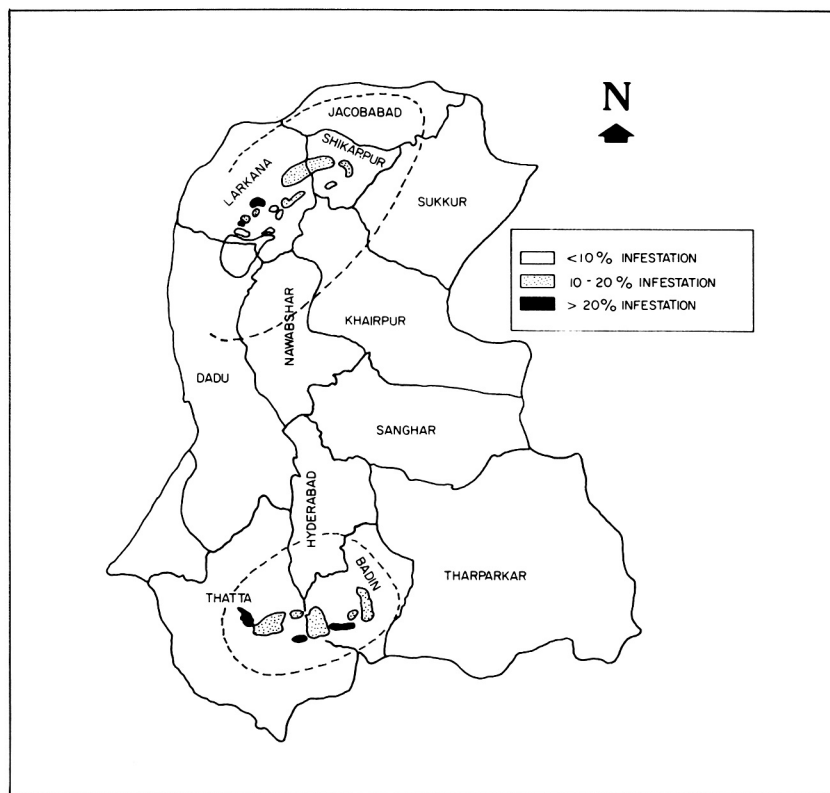 N
JACOBABAD
SHIKARPUR
LARKANA
SUKKUR
<10% INFESTATION
10-20% INFESTATION
> 20% INFESTATION
KHAIRPUR
NAWABSHAR
DADU
SANGHAR
HYDERABAD
BADIN
THARPARKAR
THATTA